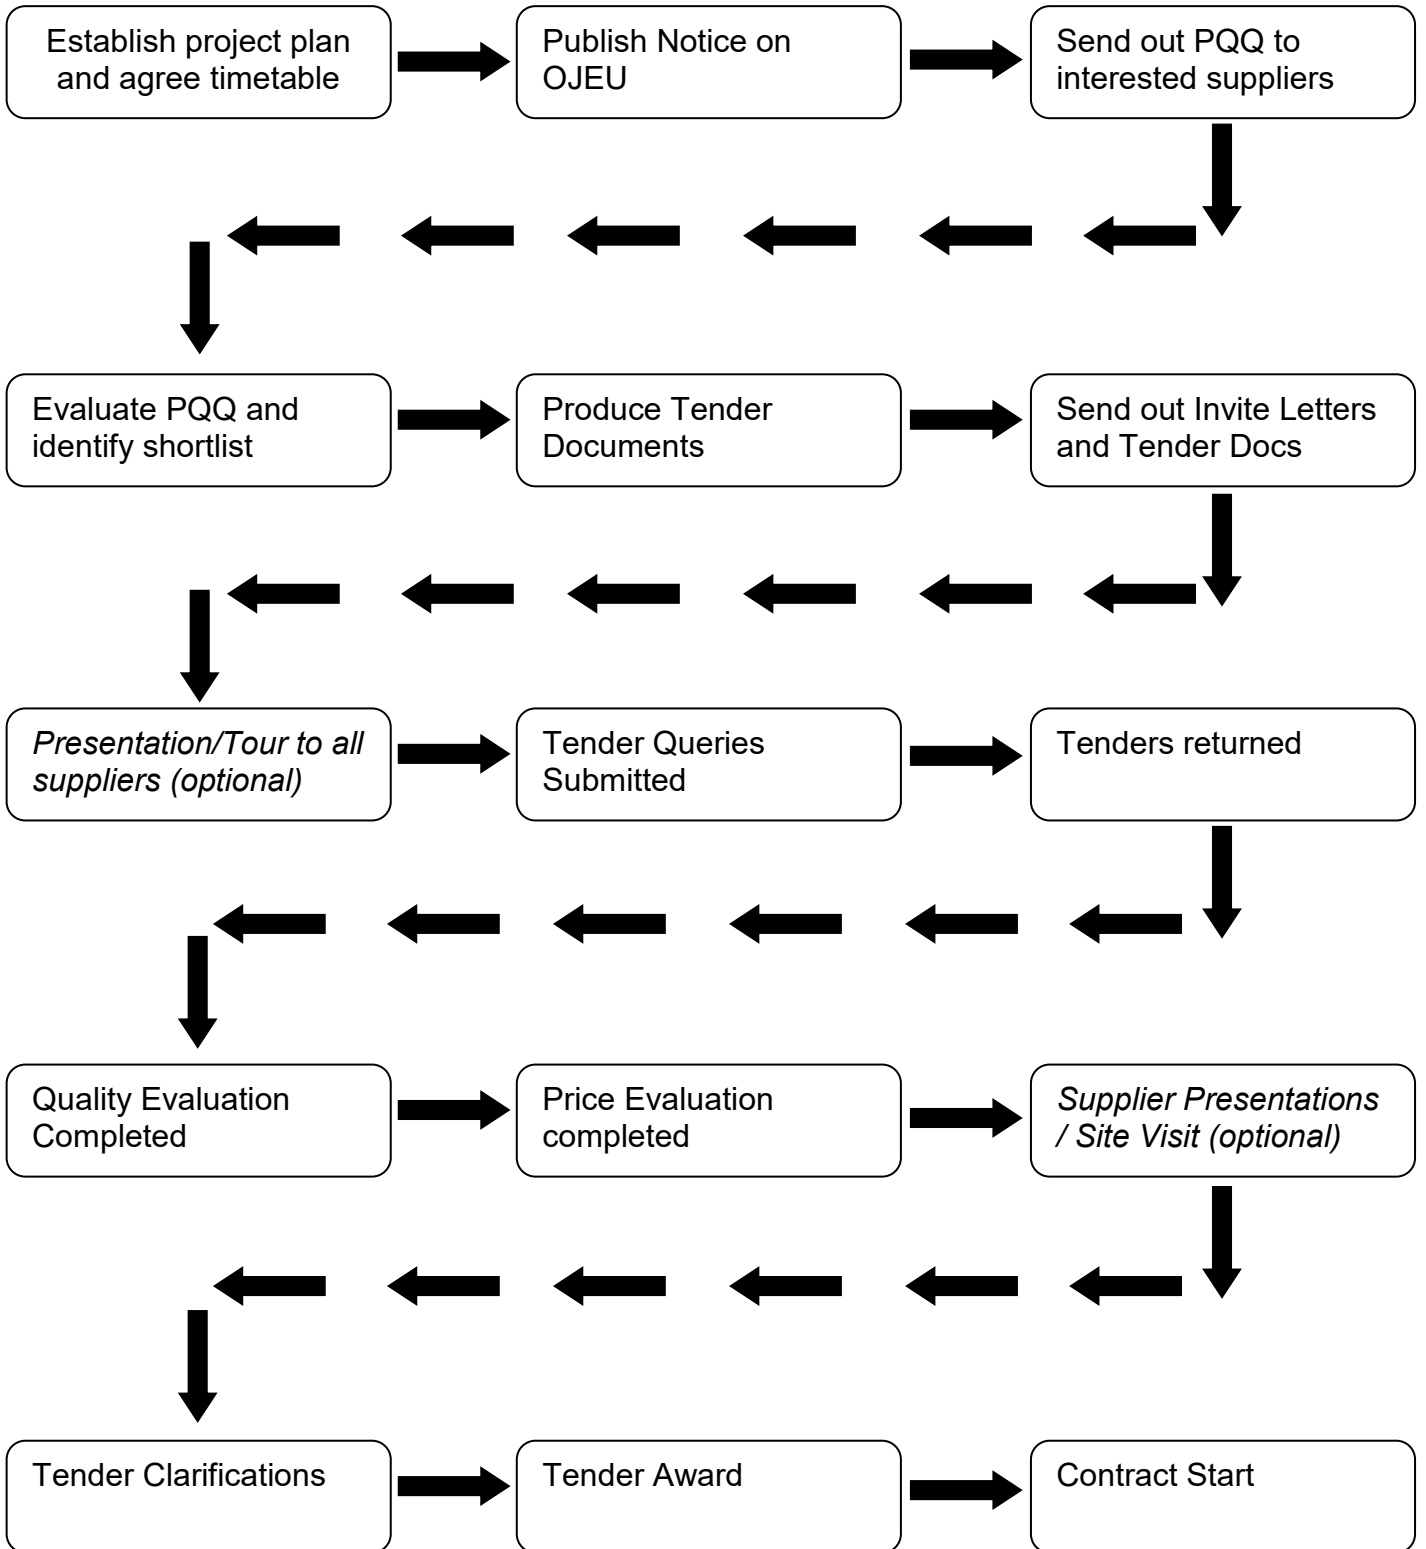 Establish project plan
and agree timetable
Publish Notice on
OJEU
Send out PQQ to
interested suppliers
Evaluate PQQ and
identify shortlist
Produce Tender
Documents
Send out Invite Letters
and Tender Docs
Presentation/Tour to all
suppliers (optional)
Tender Queries
Submitted
Tenders returned
Quality Evaluation
Completed
Price Evaluation
completed
Supplier Presentations
/ Site Visit (optional)
Tender Clarifications
Tender Award
Contract Start